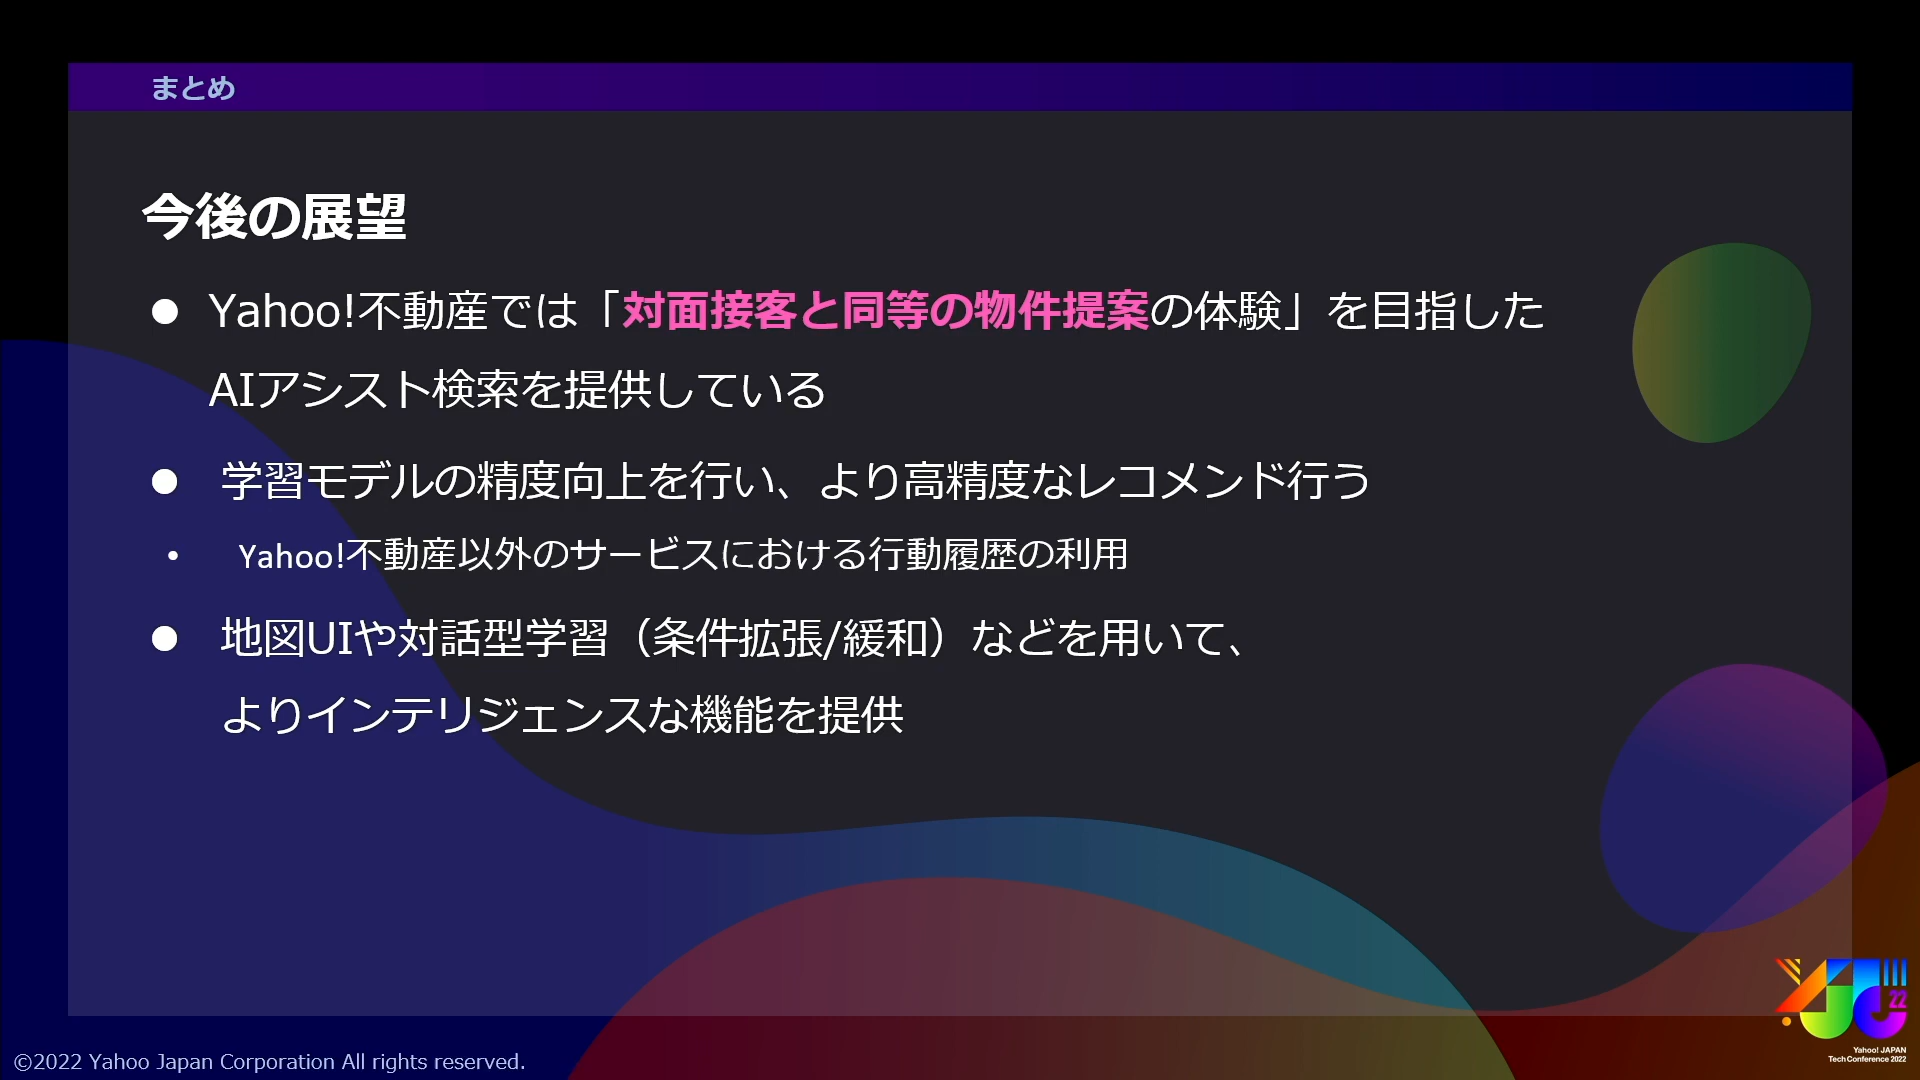 まとめ
今後の展望
● Yahoo!不動産では「対面接客と同等の物件提案の体験」を目指した
AIアシスト検索を提供している
● 学習モデルの精度向上を行い、より高精度なレコメンド行う
• Yahoo!不動産以外のサービスにおける行動履歴の利用
● 地図UIや対話型学習（条件拡張/緩和）などを用いて、
よりインテリジェンスな機能を提供
22
Yahoo! JAPAN
Tech Conference 2022
©2022 Yahoo Japan Corporation All rights reserved.